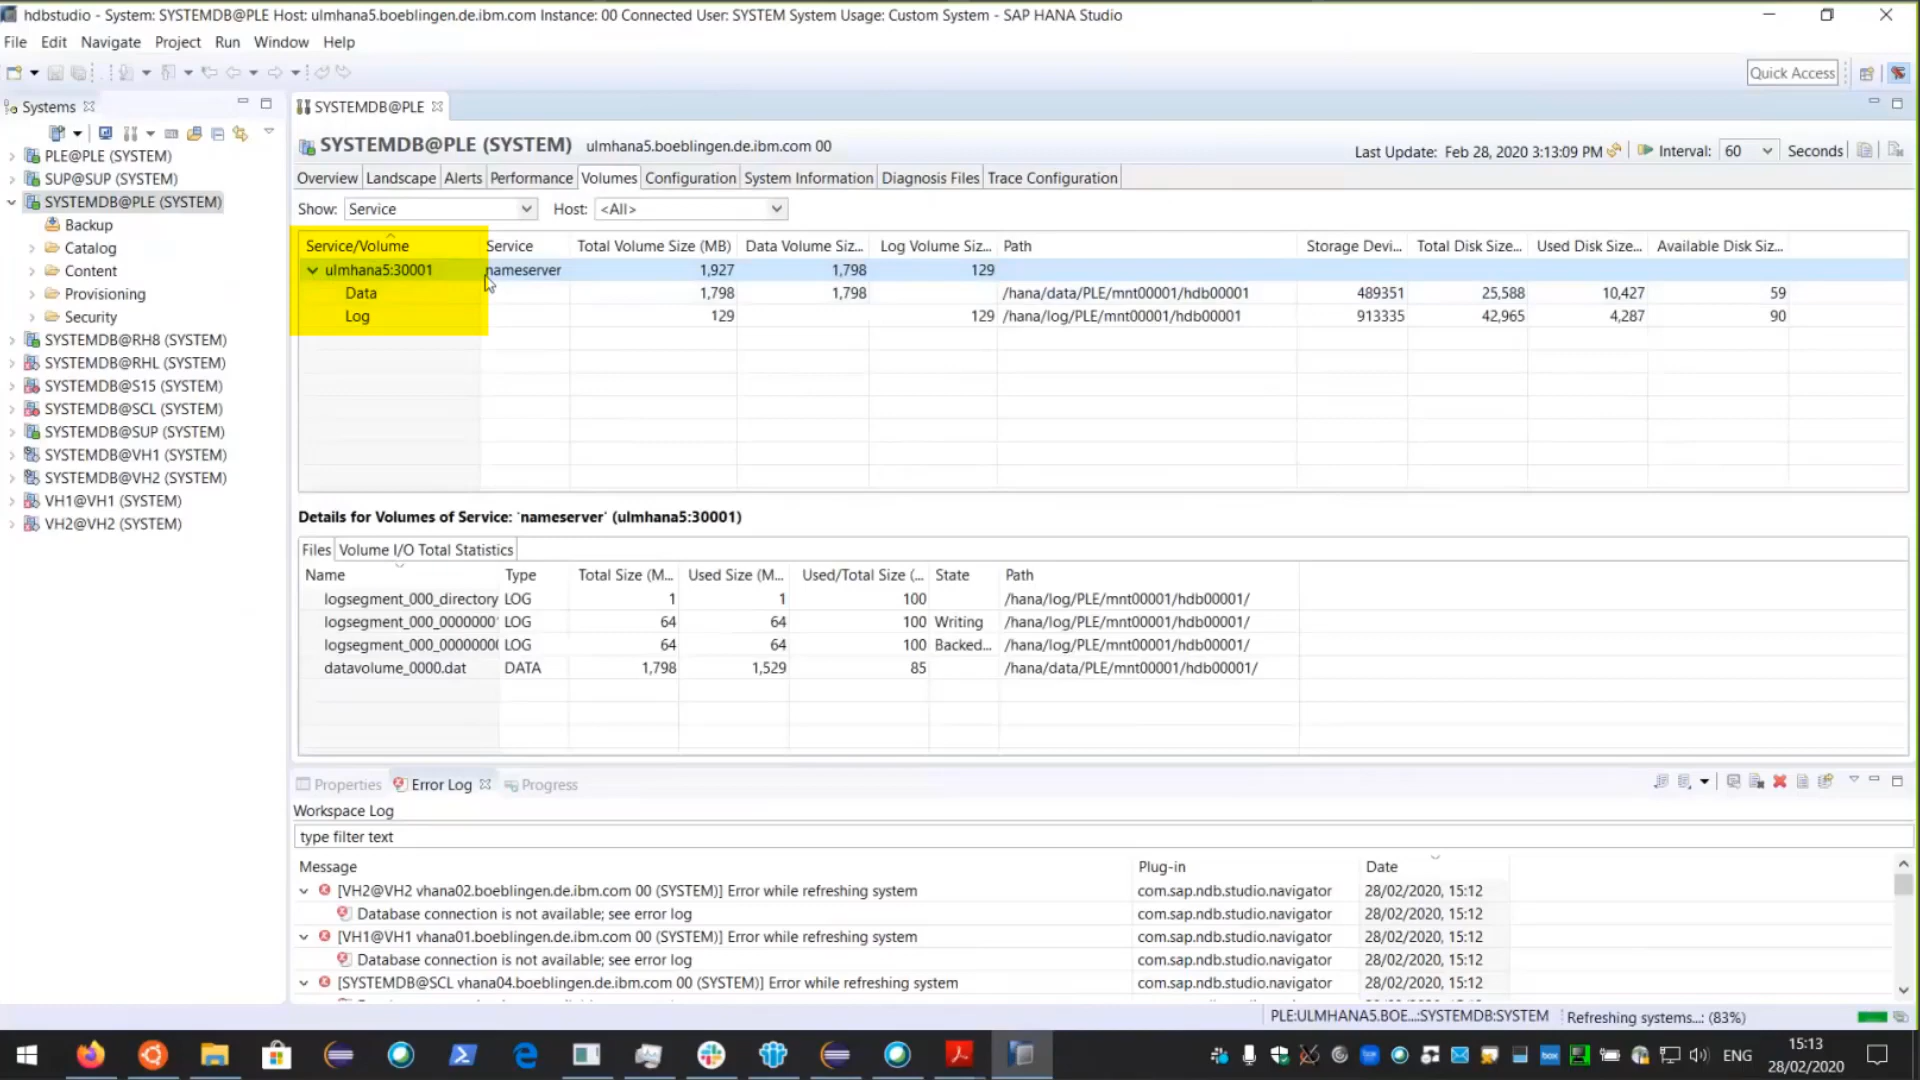 hdbstudio - System: SYSTEMDB@PLE Host: ulmhana5.boeblingen.de.ibm.com Instance: 00 Connected User: SYSTEM System Usage: Custom System - SAP HANA Studio
File Edit Navigate Project Run Window Help
Quick Access
Systems
PLE@PLE (SYSTEM)
SUP@SUP (SYSTEM)
SYSTEMDB@PLE (SYSTEM)
Backup
Catalog
Content
Provisioning
Security
SYSTEMDB@RH8 (SYSTEM)
SYSTEMDB@RHL (SYSTEM)
SYSTEMDB@S15 (SYSTEM)
SYSTEMDB@SCL (SYSTEM)
SYSTEMDB@SUP (SYSTEM)
SYSTEMDB@VH1 (SYSTEM)
SYSTEMDB@VH2 (SYSTEM)
VH1@VH1 (SYSTEM)
VH2@VH2 (SYSTEM)
SYSTEMDB@PLE
SYSTEMDB@PLE (SYSTEM) ulmhana5.boeblingen.de.ibm.com 00
Last Update: Feb 28, 2020 3:13:09 PM Interval: 60 Seconds
Overview Landscape Alerts Performance Volumes Configuration System Information Diagnosis Files Trace Configuration
Show: Service Host: <All>
Service/Volume Service Total Volume Size (MB) Data Volume Siz... Log Volume Siz... Path Storage Devi... Total Disk Size... Used Disk Size... Available Disk Siz...
ulmhana5:30001 nameserver 1,927 1,798 129
Data 1,798 1,798 /hana/data/PLE/mnt00001/hdb00001 489351 25,588 10,427 59
Log 129 129 /hana/log/PLE/mnt00001/hdb00001 913335 42,965 4,287 90
Details for Volumes of Service: 'nameserver' (ulmhana5:30001)
Files Volume I/O Total Statistics
Name Type Total Size (M... Used Size (M... Used/Total Size (... State Path
logsegment_000_directory LOG 1 1 100 /hana/log/PLE/mnt00001/hdb00001/
logsegment_000_0000000 LOG 64 64 100 Writing /hana/log/PLE/mnt00001/hdb00001/
logsegment_000_0000000 LOG 64 64 100 Backed... /hana/log/PLE/mnt00001/hdb00001/
datavolume_0000.dat DATA 1,798 1,529 85 /hana/data/PLE/mnt00001/hdb00001/
Properties Error Log Progress
Workspace Log
type filter text
Message Plug-in Date
[VH2@VH2 vhana02.boeblingen.de.ibm.com 00 (SYSTEM)] Error while refreshing system com.sap.ndb.studio.navigator 28/02/2020, 15:12
Database connection is not available; see error log com.sap.ndb.studio.navigator 28/02/2020, 15:12
[VH1@VH1 vhana01.boeblingen.de.ibm.com 00 (SYSTEM)] Error while refreshing system com.sap.ndb.studio.navigator 28/02/2020, 15:12
Database connection is not available; see error log com.sap.ndb.studio.navigator 28/02/2020, 15:12
[SYSTEMDB@SCL vhana04.boeblingen.de.ibm.com 00 (SYSTEM)] Error while refreshing system com.sap.ndb.studio.navigator 28/02/2020, 15:12
PLE:ULMHANA5.BOE...:SYSTEMDB:SYSTEM Refreshing systems...: (83%)
box ENG 15:13
28/02/2020